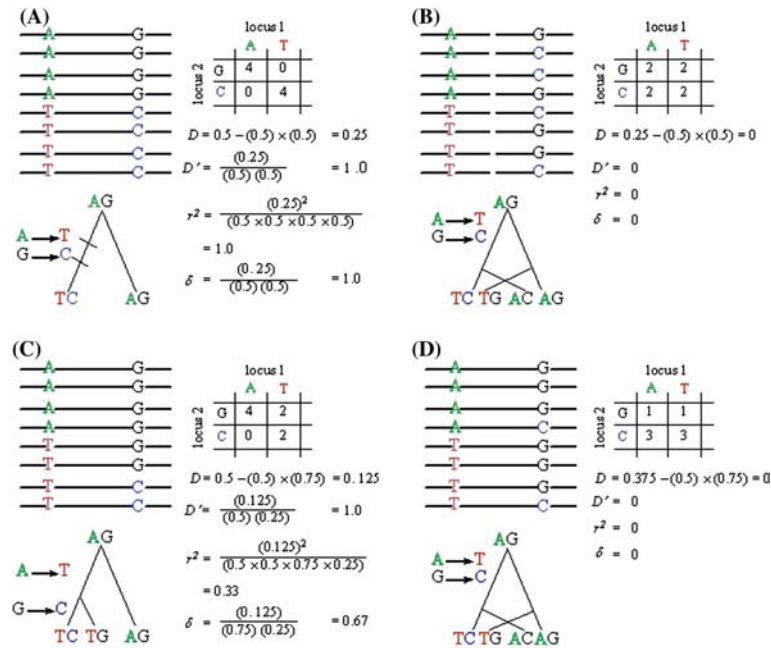 (A)
A G
A G
A G
A G
T C
T C
T C
T C
locus 1
A T
locus 2
G 4 0
C 0 4
D = 0.5 – (0.5) × (0.5) = 0.25
D' = (0.25) / (0.5) (0.5) = 1.0
r² = (0.25)² / (0.5 × 0.5 × 0.5 × 0.5)
= 1.0
δ = (0.25) / (0.5) (0.5) = 1.0
AG
A T
G C
TC AG
(B)
A G
A C
A C
A G
T C
T G
T G
T C
locus 1
A T
locus 2
G 2 2
C 2 2
D = 0.25 – (0.5) × (0.5) = 0
D' = 0
r² = 0
δ = 0
AG
A T
G C
TC TG AC AG
(C)
A G
A G
A G
A G
T G
T G
T C
T C
locus 1
A T
locus 2
G 4 2
C 0 2
D = 0.5 – (0.5) × (0.75) = 0.125
D' = (0.125) / (0.5) (0.25) = 1.0
r² = (0.125)² / (0.5 × 0.5 × 0.75 × 0.25)
= 0.33
δ = (0.125) / (0.75) (0.25) = 0.67
AG
A T
G C
TC TG AG
(D)
A G
A G
A G
A C
T G
T G
T G
T C
locus 1
A T
locus 2
G 1 1
C 3 3
D = 0.375 – (0.5) × (0.75) = 0
D' = 0
r² = 0
δ = 0
AG
A T
G C
TC TG AC AG